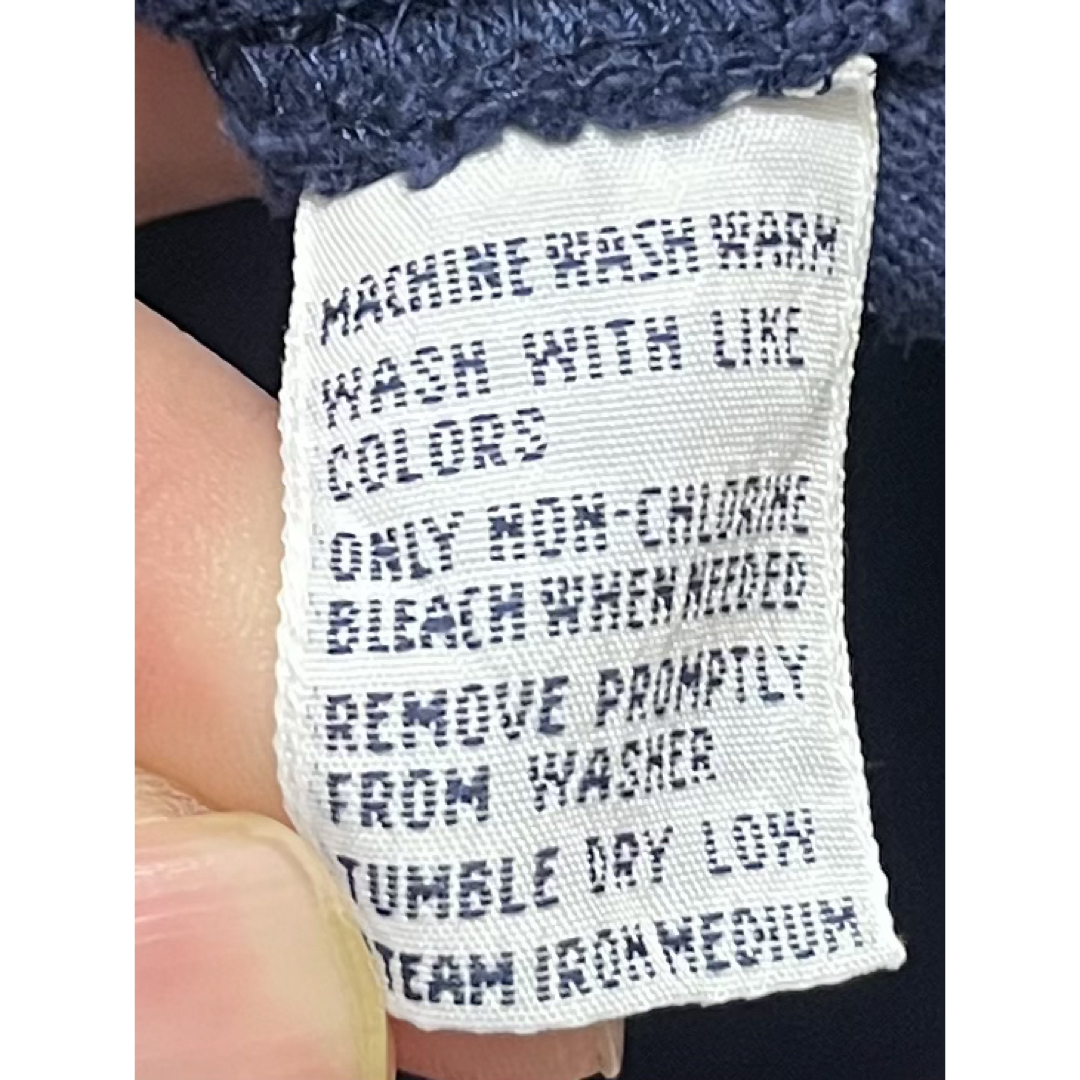 MACHINE WASH WARM
WASH WITH LIKE
COLORS
ONLY NON-CHLORINE
BLEACH WHEN NEEDED
REMOVE PROMPTLY
FROM WASHER
TUMBLE DRY LOW
TEAM IRON MEDIUM